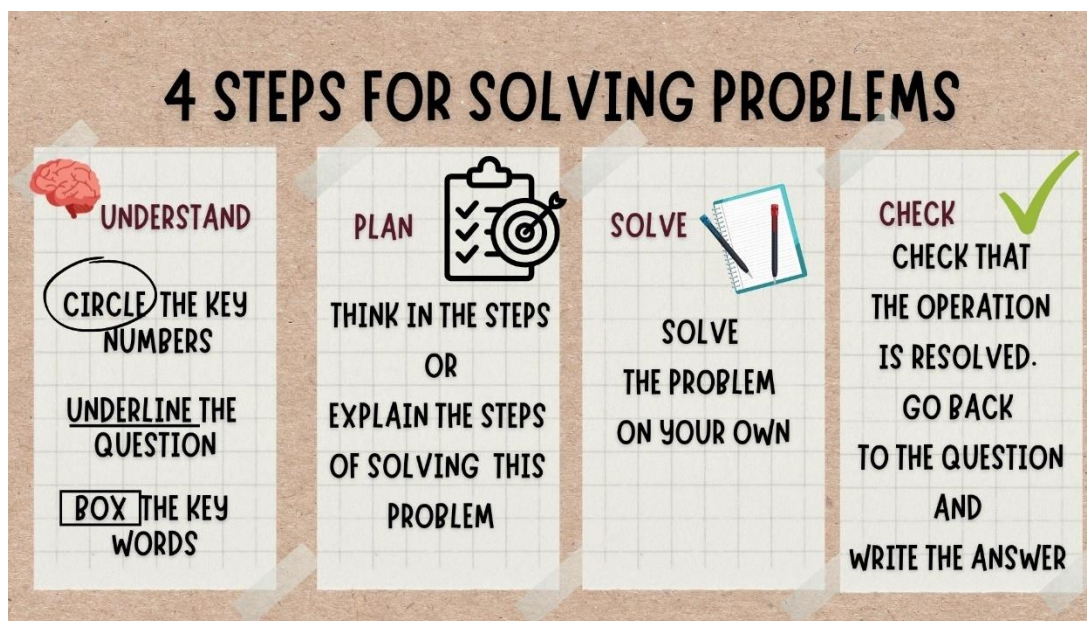 4 STEPS FOR SOLVING PROBLEMS
UNDERSTAND
CIRCLE THE KEY
NUMBERS
UNDERLINE THE
QUESTION
BOX THE KEY
WORDS
PLAN
THINK IN THE STEPS
OR
EXPLAIN THE STEPS
OF SOLVING THIS
PROBLEM
SOLVE
SOLVE
THE PROBLEM
ON YOUR OWN
CHECK
CHECK THAT
THE OPERATION
IS RESOLVED.
GO BACK
TO THE QUESTION
AND
WRITE THE ANSWER